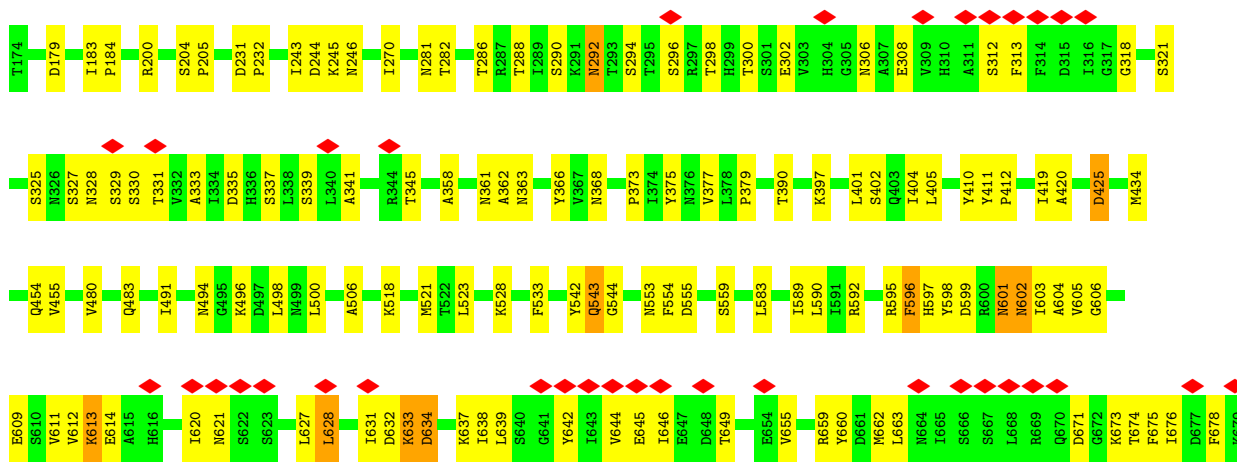 T174 D179 I183 P184 R200 S204 P205 D231 P232 I243 D244 K245 N246 I270 N281 T282 T286 R287 T288 I289 S290 K291 N292 T293 S294 T295 S296 R297 T298 H299 T300 S301 E302 V303 H304 G305 N306 A307 E308 V309 H310 A311 S312 F313 F314 D315 I316 G317 G318 S321
S325 N326 S327 N328 S329 S330 T331 V332 A333 I334 D335 H336 S337 L338 S339 L340 A341 R344 T345 A358 N361 A362 N363 Y366 V367 N368 P373 I374 Y375 N376 V377 L378 P379 T390 K397 L401 S402 Q403 I404 L405 Y410 Y411 P412 I419 A420 D425 M434
Q454 V455 V480 Q483 I491 N494 G495 K496 D497 L498 N499 L500 A506 K518 M521 T522 L523 K528 F533 Y542 Q543 G544 N553 F554 D555 S559 L583 I589 L590 I591 R592 R595 F596 H597 Y598 D599 R600 N601 N602 I603 A604 V605 G606
E609 S610 V611 V612 K613 E614 A615 H616 I620 N621 S622 S623 L627 L628 I631 D632 K633 D634 K637 I638 L639 S640 G641 Y642 I643 V644 E645 I646 E647 D648 T649 E654 V655 R659 Y660 D661 M662 L663 N664 I665 S666 S667 L668 R669 Q670 D671 G672 K673 T674 F675 I676 D677 F678 K679